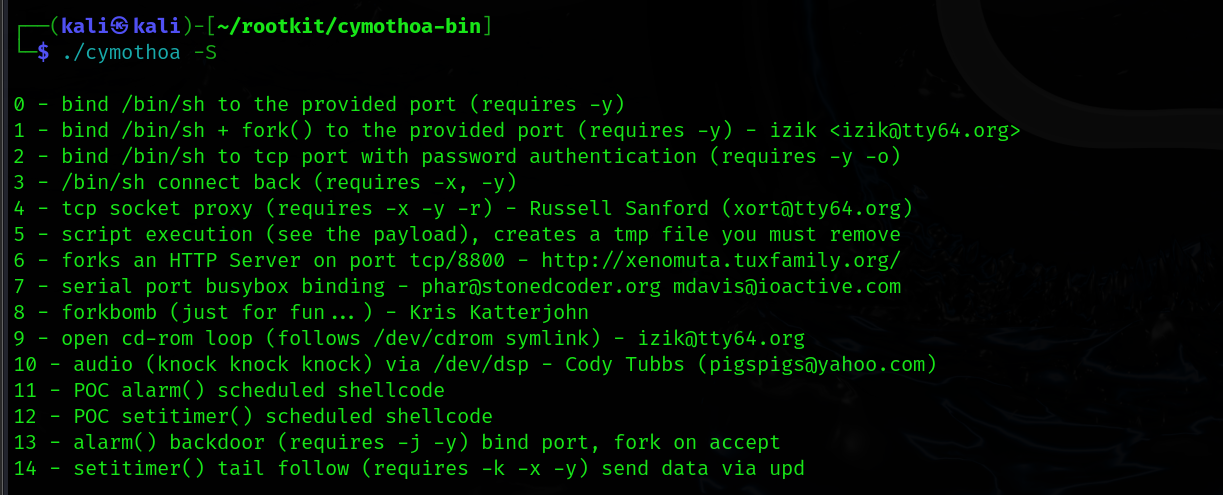 ┌──(kali㉿kali)-[~/rootkit/cymothoa-bin]
└─$ ./cymothoa -S
0 - bind /bin/sh to the provided port (requires -y)
1 - bind /bin/sh + fork() to the provided port (requires -y) - izik <izik@tty64.org>
2 - bind /bin/sh to tcp port with password authentication (requires -y -o)
3 - /bin/sh connect back (requires -x, -y)
4 - tcp socket proxy (requires -x -y -r) - Russell Sanford (xort@tty64.org)
5 - script execution (see the payload), creates a tmp file you must remove
6 - forks an HTTP Server on port tcp/8800 - http://xenomuta.tuxfamily.org/
7 - serial port busybox binding - phar@stonedcoder.org mdavis@ioactive.com
8 - forkbomb (just for fun...) - Kris Katterjohn
9 - open cd-rom loop (follows /dev/cdrom symlink) - izik@tty64.org
10 - audio (knock knock knock) via /dev/dsp - Cody Tubbs (pigspigs@yahoo.com)
11 - POC alarm() scheduled shellcode
12 - POC setitimer() scheduled shellcode
13 - alarm() backdoor (requires -j -y) bind port, fork on accept
14 - setitimer() tail follow (requires -k -x -y) send data via upd